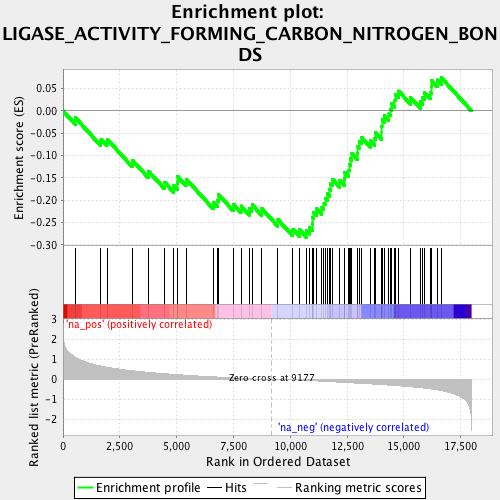 Enrichment plot:
LIGASE_ACTIVITY_FORMING_CARBON_NITROGEN_BON
DS
Enrichment score (ES)
0.05
0.00
-0.05
-0.10
-0.15
-0.20
-0.25
-0.30
'na_pos' (positively correlated)
Ranked list metric (PreRanked)
3
2
1
0
-1
-2
Zero cross at 9177
'na_neg' (negatively correlated)
0
2,500
5,000
7,500
10,000
12,500
15,000
17,500
Rank in Ordered Dataset
Enrichment profile
Hits
Ranking metric scores